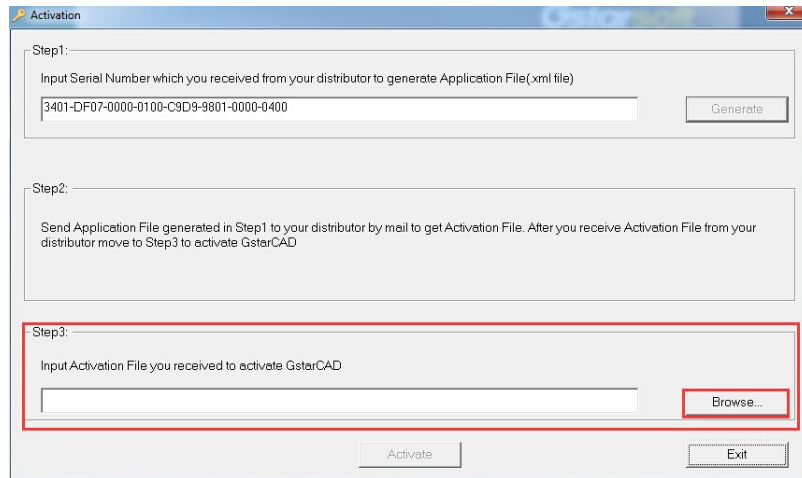 Activation
Gstarsoft
Step1:
Input Serial Number which you received from your distributor to generate Application File(.xml file)
3401-DF07-0000-0100-C9D9-9801-0000-0400
Generate
Step2:
Send Application File generated in Step1 to your distributor by mail to get Activation File. After you receive Activation File from your
distributor move to Step3 to activate GstarCAD
Step3:
Input Activation File you received to activate GstarCAD
Browse...
Activate
Exit